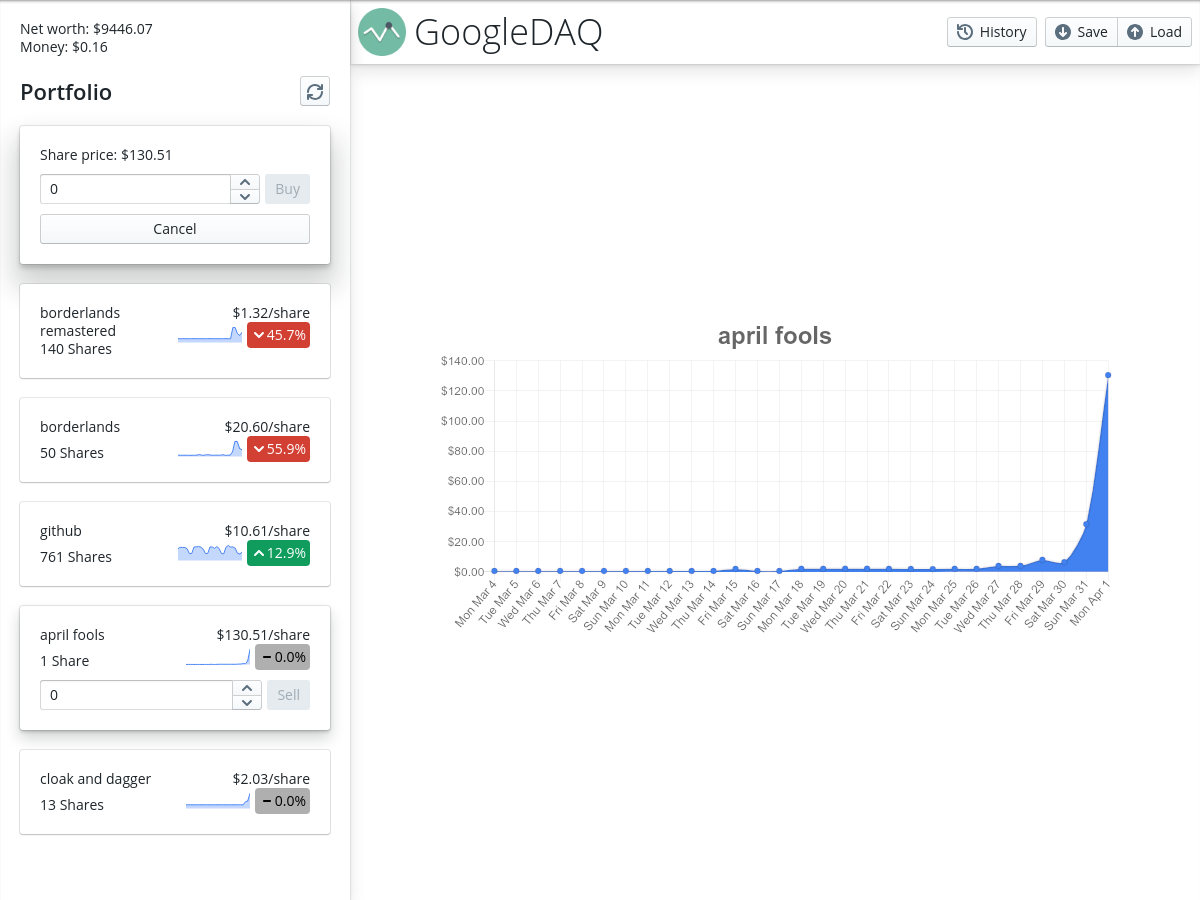 Net worth: $9446.07
Money: $0.16
Portfolio
Share price: $130.51
0
Buy
Cancel
borderlands remastered
$1.32/share
140 Shares
45.7%
borderlands
$20.60/share
50 Shares
55.9%
github
$10.61/share
761 Shares
12.9%
april fools
$130.51/share
1 Share
0.0%
0
Sell
cloak and dagger
$2.03/share
13 Shares
0.0%
GoogleDAQ
History
Save
Load
april fools
$140.00
$120.00
$100.00
$80.00
$60.00
$40.00
$20.00
$0.00
Mon Mar 4
Tue Mar 5
Wed Mar 6
Thu Mar 7
Fri Mar 8
Sat Mar 9
Sun Mar 10
Mon Mar 11
Tue Mar 12
Wed Mar 13
Thu Mar 14
Fri Mar 15
Sat Mar 16
Sun Mar 17
Mon Mar 18
Tue Mar 19
Wed Mar 20
Thu Mar 21
Fri Mar 22
Sat Mar 23
Sun Mar 24
Mon Mar 25
Tue Mar 26
Wed Mar 27
Thu Mar 28
Fri Mar 29
Sat Mar 30
Sun Mar 31
Mon Apr 1